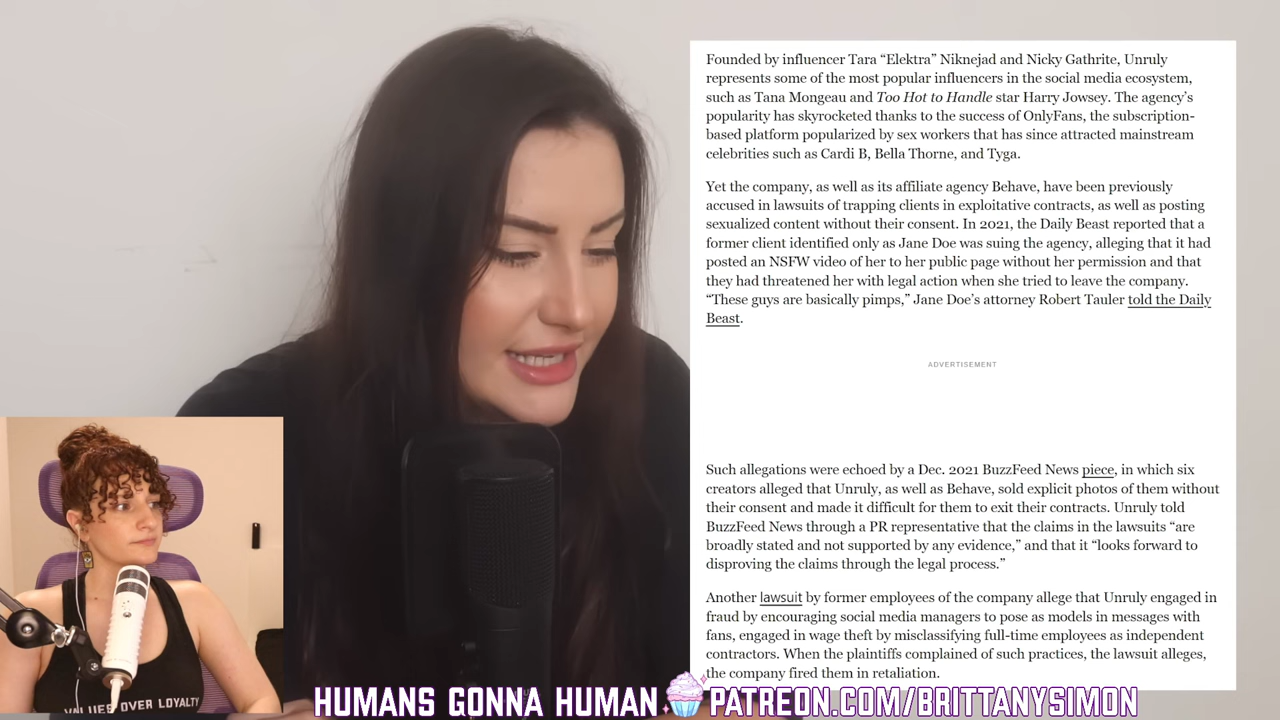 Founded by influencer Tara “Elektra” Niknejad and Nicky Gathrite, Unruly
represents some of the most popular influencers in the social media ecosystem,
such as Tana Mongeau and Too Hot to Handle star Harry Jowsey. The agency’s
popularity has skyrocketed thanks to the success of OnlyFans, the subscription-
based platform popularized by sex workers that has since attracted mainstream
celebrities such as Cardi B, Bella Thorne, and Tyga.
Yet the company, as well as its affiliate agency Behave, have been previously
accused in lawsuits of trapping clients in exploitative contracts, as well as posting
sexualized content without their consent. In 2021, the Daily Beast reported that a
former client identified only as Jane Doe was suing the agency, alleging that it had
posted an NSFW video of her to her public page without her permission and that
they had threatened her with legal action when she tried to leave the company.
“These guys are basically pimps,” Jane Doe’s attorney Robert Tauler told the Daily
Beast.
ADVERTISEMENT
Such allegations were echoed by a Dec. 2021 BuzzFeed News piece, in which six
creators alleged that Unruly, as well as Behave, sold explicit photos of them without
their consent and made it difficult for them to exit their contracts. Unruly told
BuzzFeed News through a PR representative that the claims in the lawsuits “are
broadly stated and not supported by any evidence,” and that it “looks forward to
disproving the claims through the legal process.”
Another lawsuit by former employees of the company allege that Unruly engaged in
fraud by encouraging social media managers to pose as models in messages with
fans, engaged in wage theft by misclassifying full-time employees as independent
contractors. When the plaintiffs complained of such practices, the lawsuit alleges,
the company fired them in retaliation.
VALUES OVER LOYALTY
HUMANS GONNA HUMAN PATREON.COM/BRITTANYSIMON